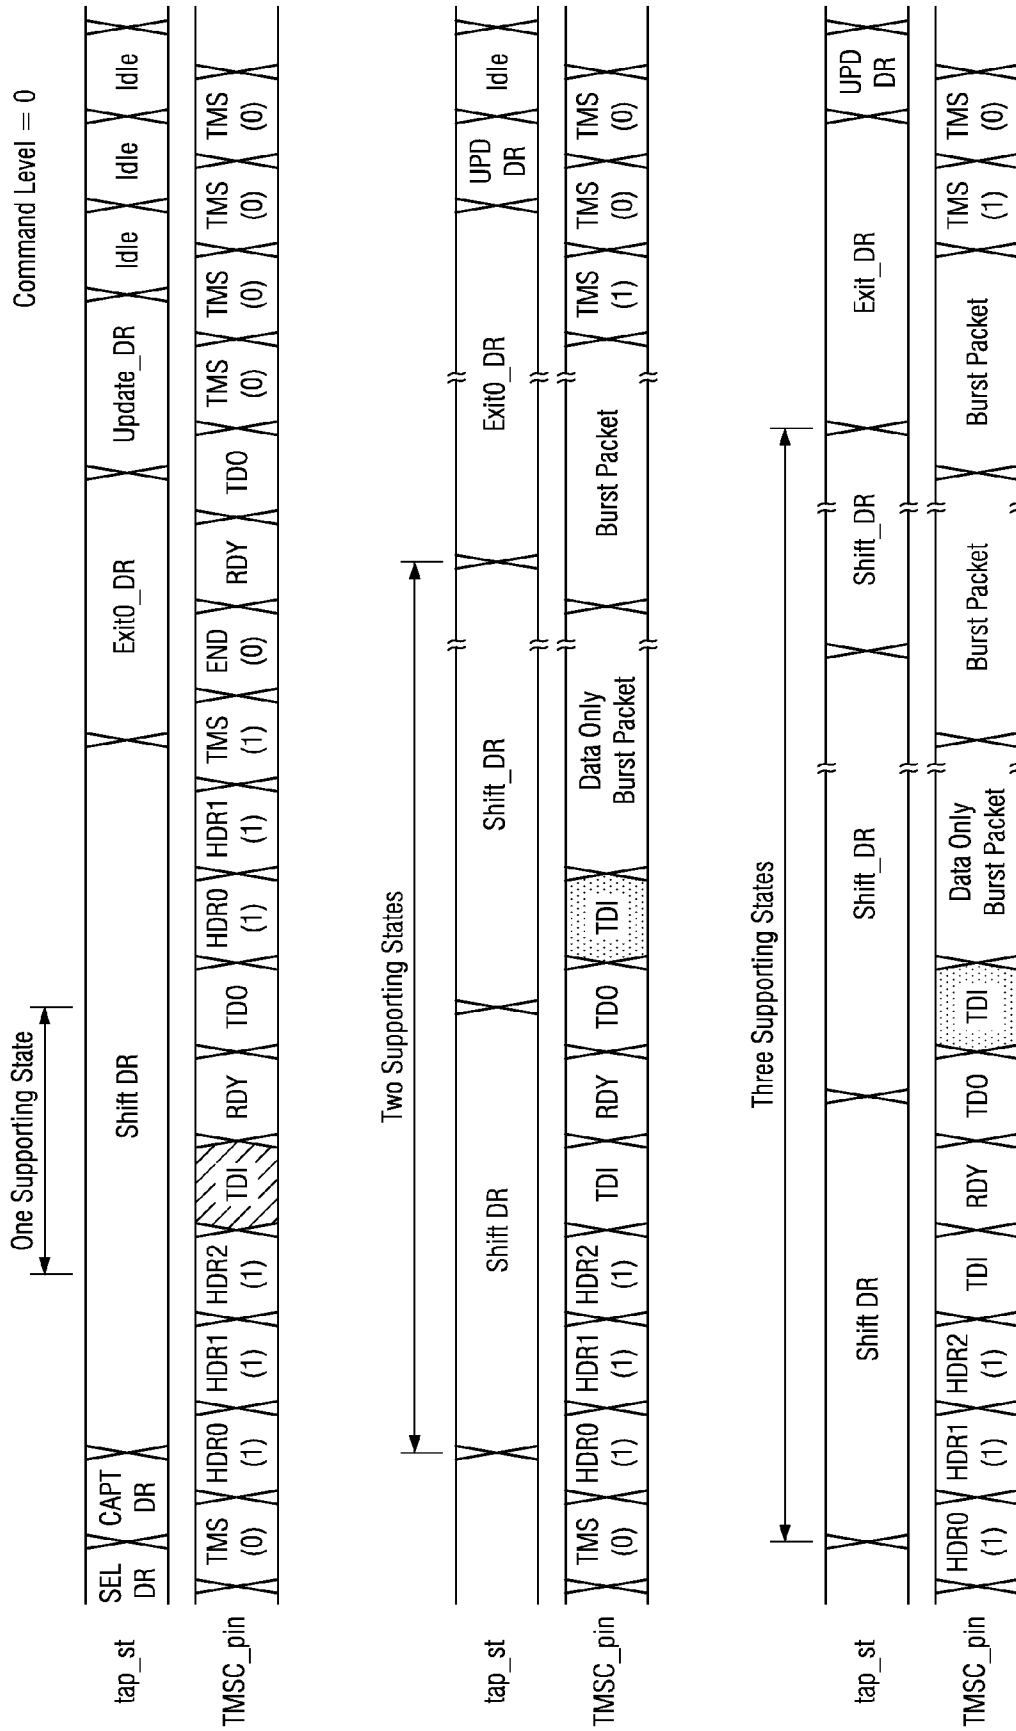 Command Level = 0
One Supporting State
tap_st
SEL
DR
CAPT
DR
Shift DR
Exit0_DR
Update_DR
Idle
Idle
Idle
TMSC_pin
TMS
(0)
HDR0
(1)
HDR1
(1)
HDR2
(1)
TDI
RDY
TDO
HDR0
(1)
HDR1
(1)
TMS
(1)
END
(0)
RDY
TDO
TMS
(0)
TMS
(0)
TMS
(0)
TMS
(0)
Two Supporting States
tap_st
Shift DR
Shift_DR
Exit0_DR
UPD
DR
Idle
TMSC_pin
TMS
(0)
HDR0
(1)
HDR1
(1)
HDR2
(1)
TDI
RDY
TDO
TDI
Data Only
Burst Packet
Burst Packet
TMS
(1)
TMS
(0)
TMS
(0)
Three Supporting States
tap_st
Shift DR
Shift_DR
Shift_DR
Exit_DR
UPD
DR
TMSC_pin
HDR0
(1)
HDR1
(1)
HDR2
(1)
TDI
RDY
TDO
TDI
Data Only
Burst Packet
Burst Packet
Burst Packet
TMS
(1)
TMS
(0)